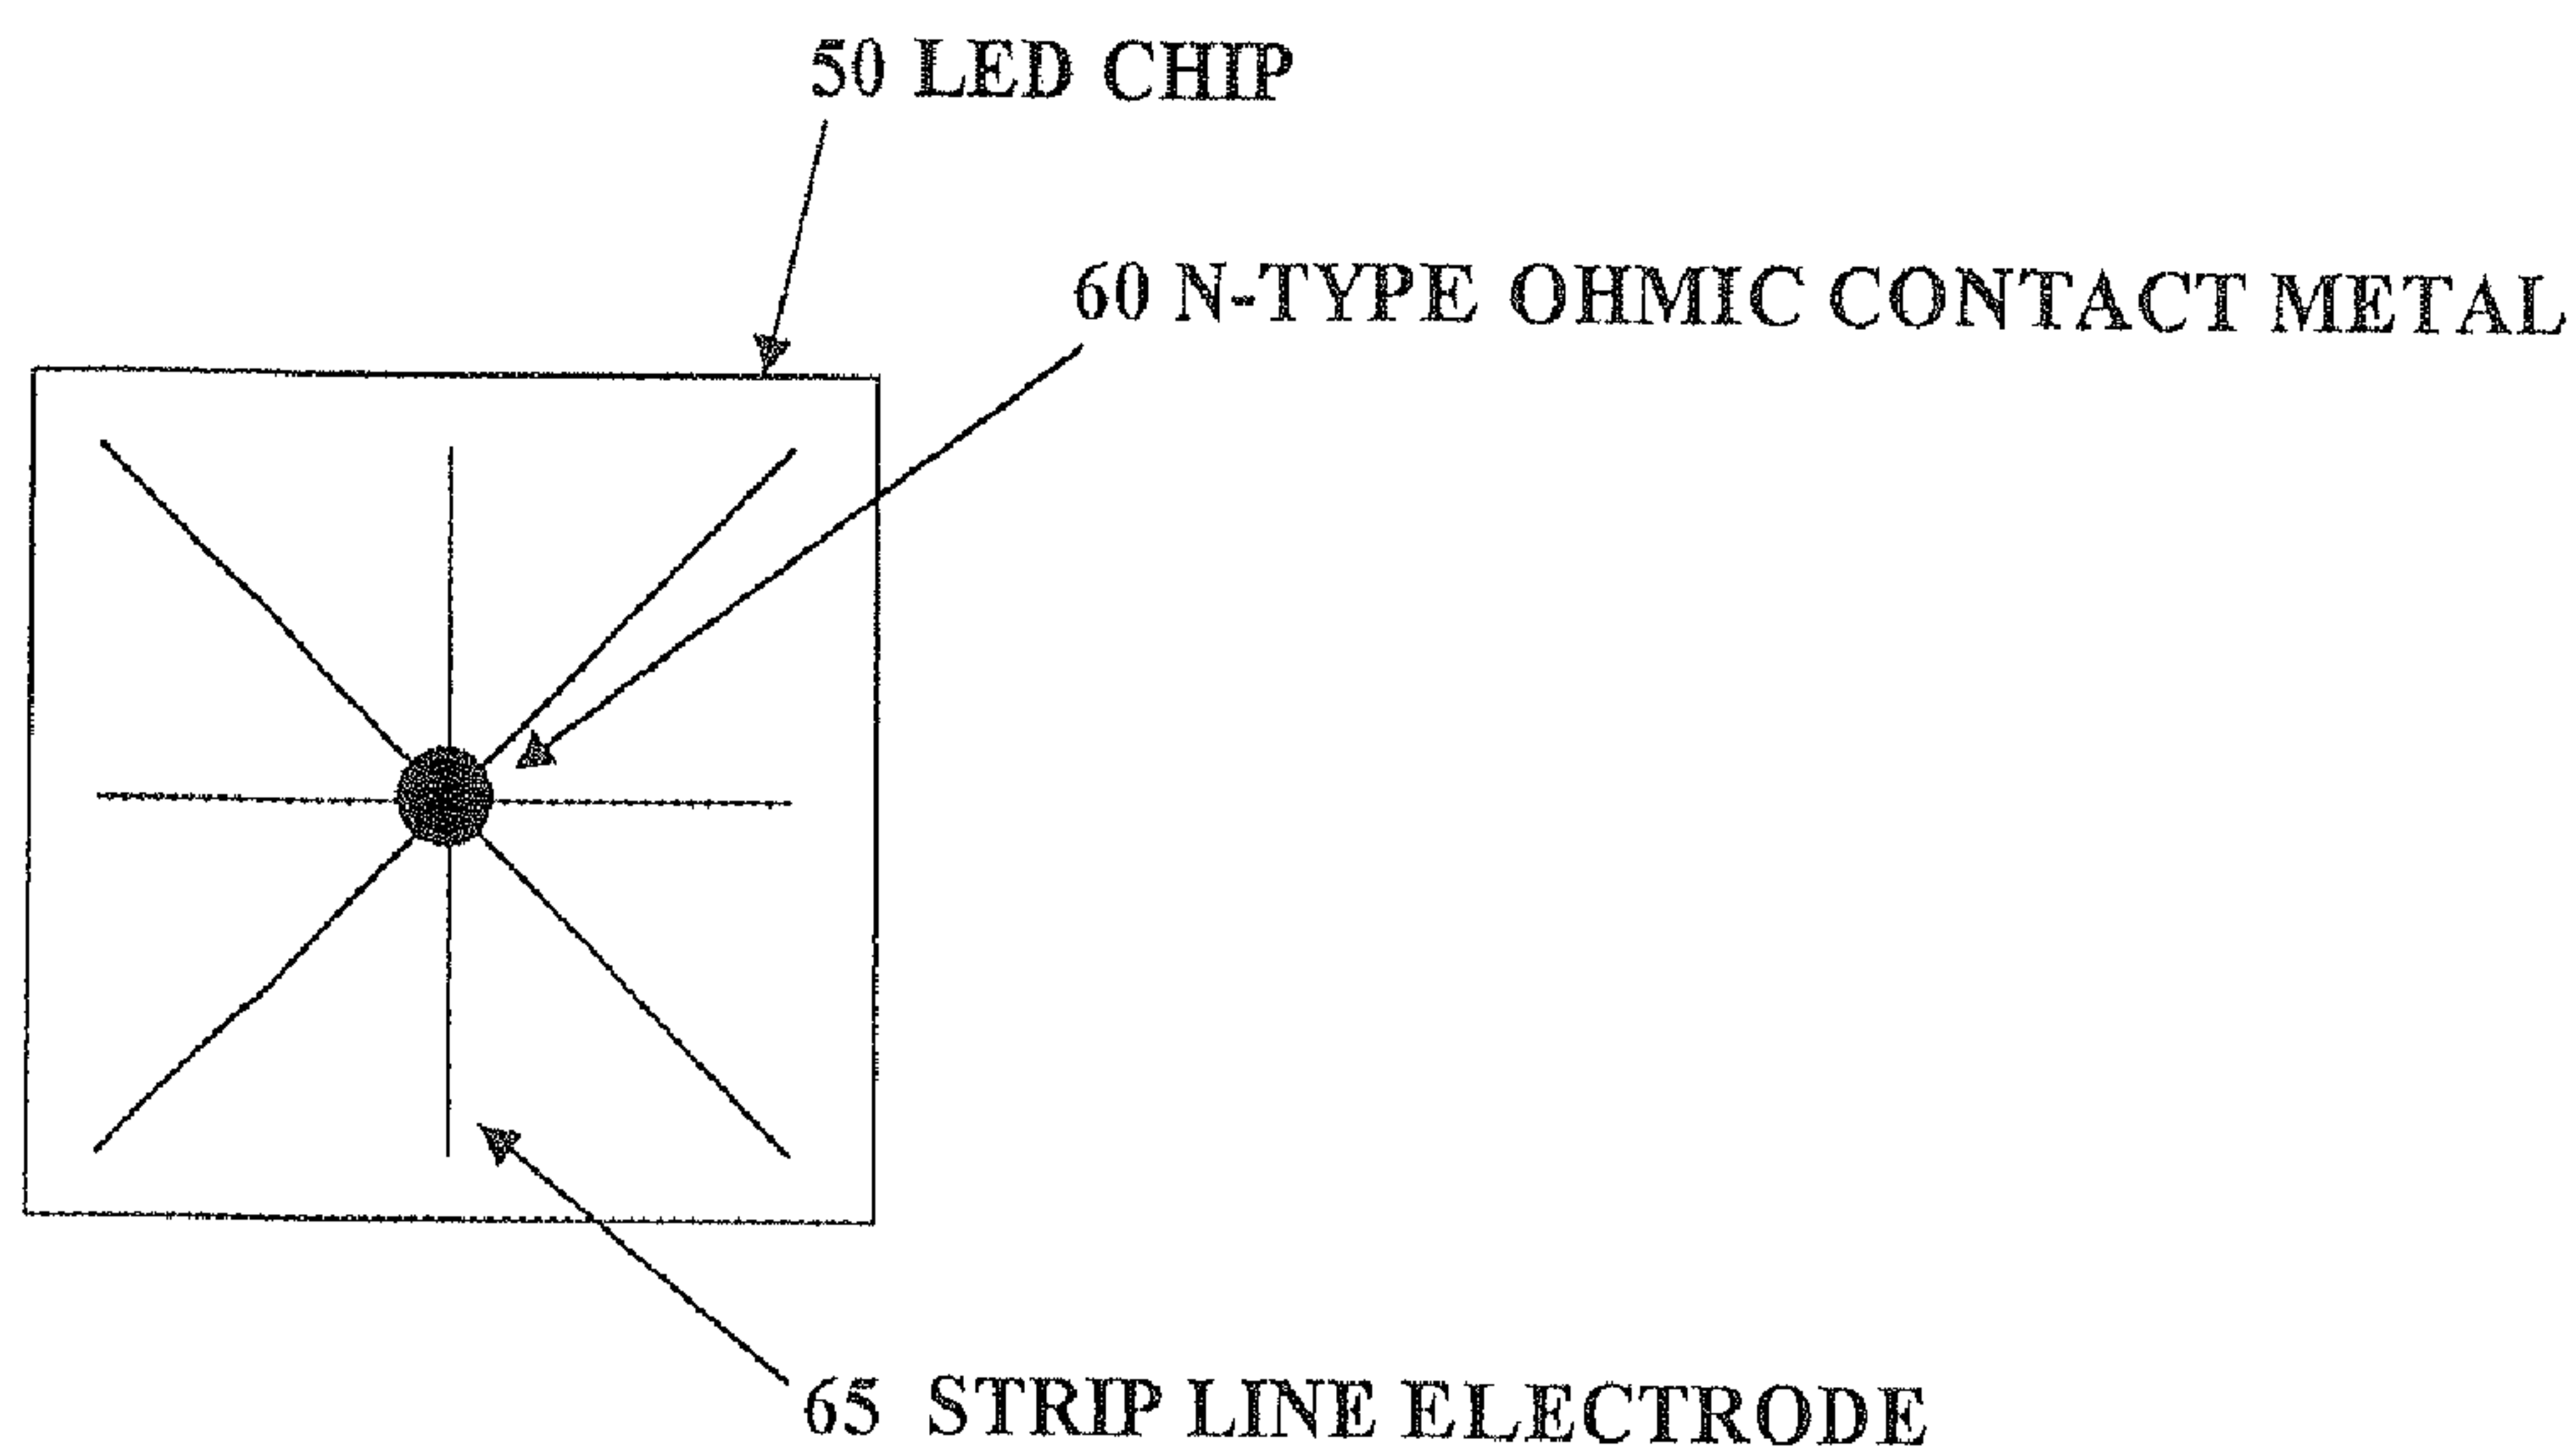 50 LED CHIP
60 N-TYPE OHMIC CONTACT METAL
65 STRIP LINE ELECTRODE